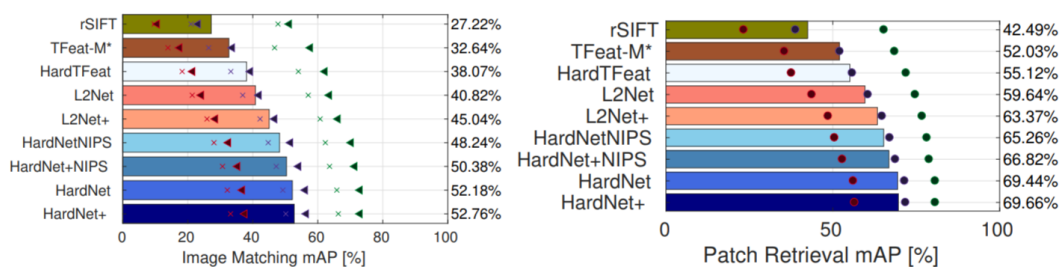 rSIFT 27.22%
TFeat-M* 32.64%
HardTFeat 38.07%
L2Net 40.82%
L2Net+ 45.04%
HardNetNIPS 48.24%
HardNet+NIPS 50.38%
HardNet 52.18%
HardNet+ 52.76%
0 20 40 60 80 100
Image Matching mAP [%]
rSIFT 42.49%
TFeat-M* 52.03%
HardTFeat 55.12%
L2Net 59.64%
L2Net+ 63.37%
HardNetNIPS 65.26%
HardNet+NIPS 66.82%
HardNet 69.44%
HardNet+ 69.66%
0 50 100
Patch Retrieval mAP [%]